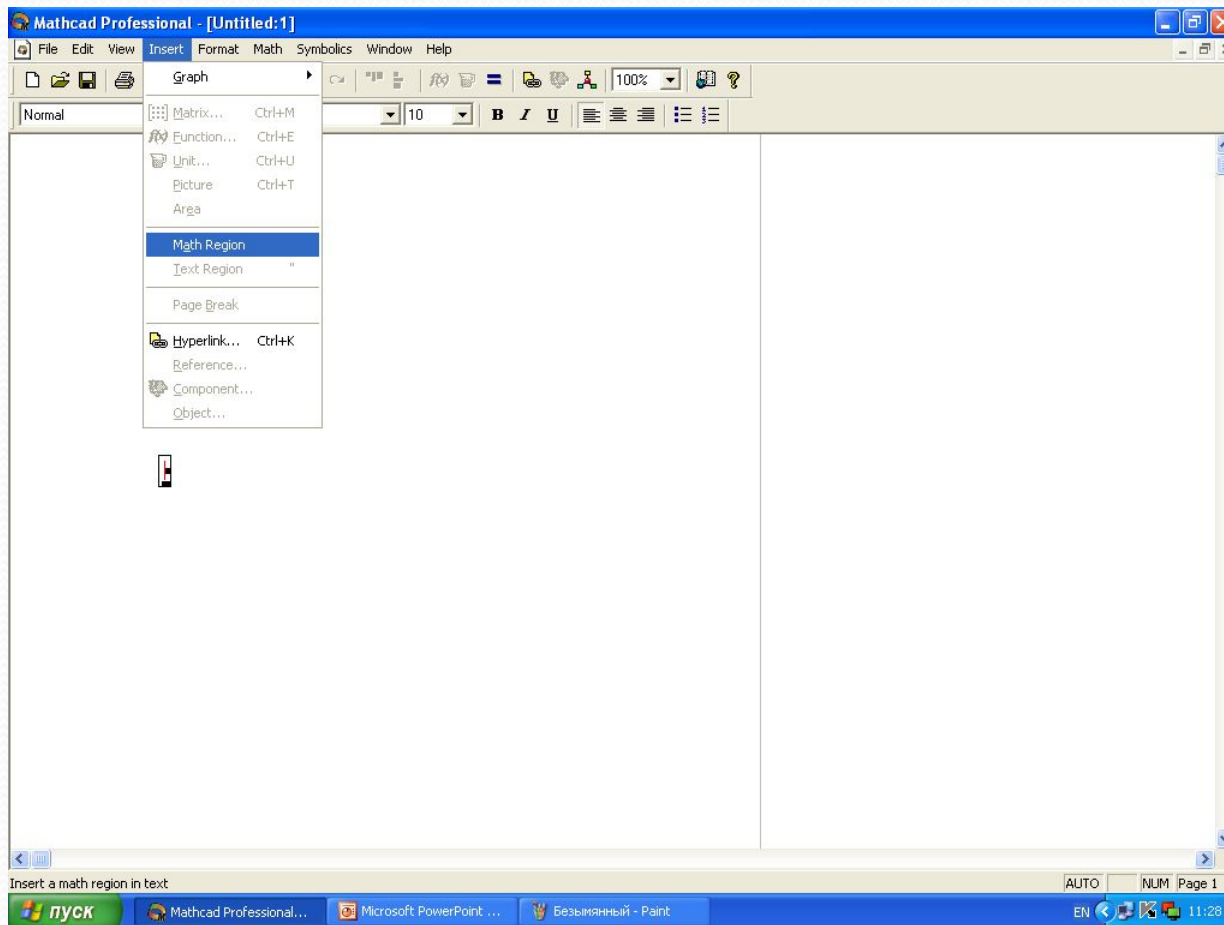 Mathcad Professional - [Untitled:1]
File Edit View Insert Format Math Symbolics Window Help
100%
Normal 10 B I U
Graph
Matrix... Ctrl+M
f(x) Function... Ctrl+E
Unit... Ctrl+U
Picture Ctrl+T
Area
Math Region
Text Region "
Page Break
Hyperlink... Ctrl+K
Reference...
Component...
Object...
Insert a math region in text AUTO NUM Page 1
пуск Mathcad Professional... Microsoft PowerPoint ... Безымянный - Paint EN 11:28